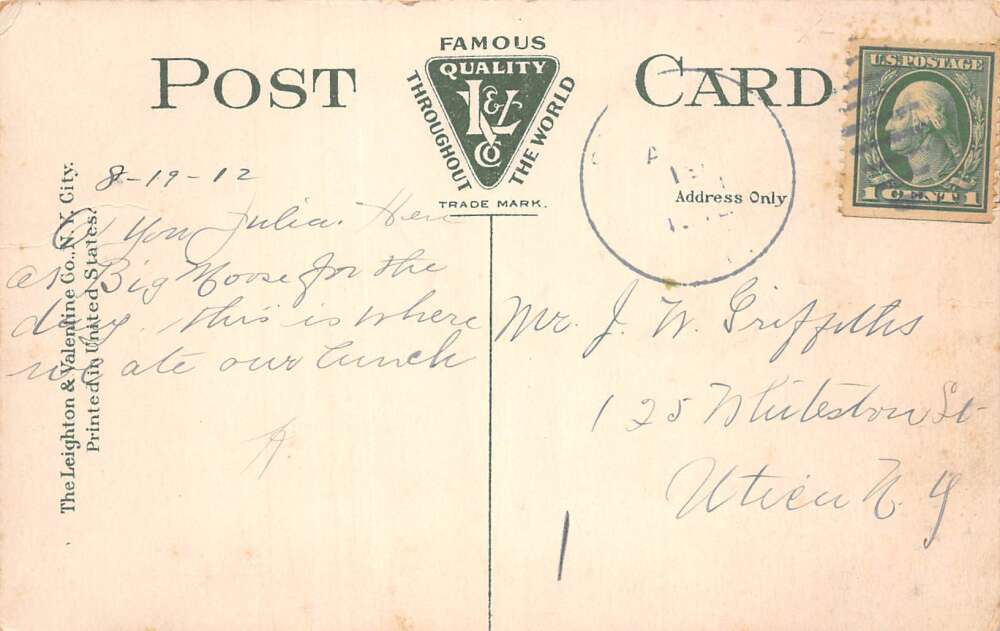 POST CARD
FAMOUS
QUALITY
THROUGHOUT
THE WORLD
L & V CO
TRADE MARK.
U.S. POSTAGE
1 CENT 1
Address Only
The Leighton & Valentine Co., N.Y. City.
Printed in United States.
8-19-12
You Julia. Here
at Big Moose for the
day. this is where
we ate our lunch
A.
Mr. J. W. Griffiths
125 Whitesboro St
Utica N. Y
1